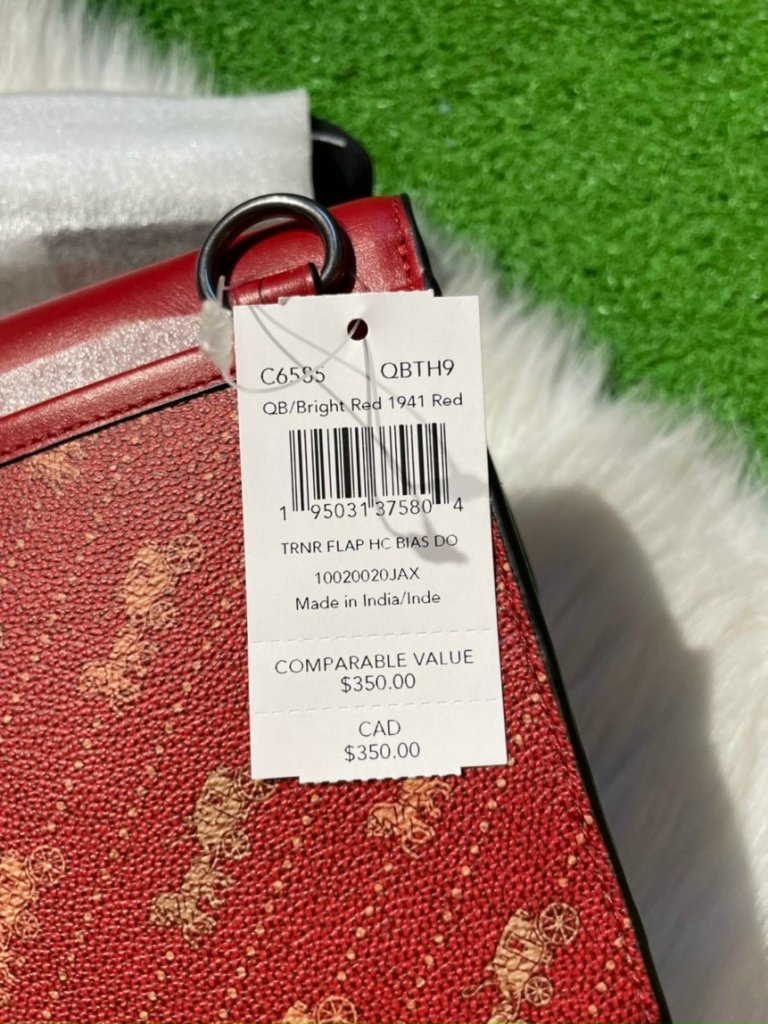 C6585 QBTH9
QB/Bright Red 1941 Red
1 95031 37580 4
TRNR FLAP HC BIAS DO
10020020JAX
Made in India/Inde
COMPARABLE VALUE
$350.00
CAD
$350.00